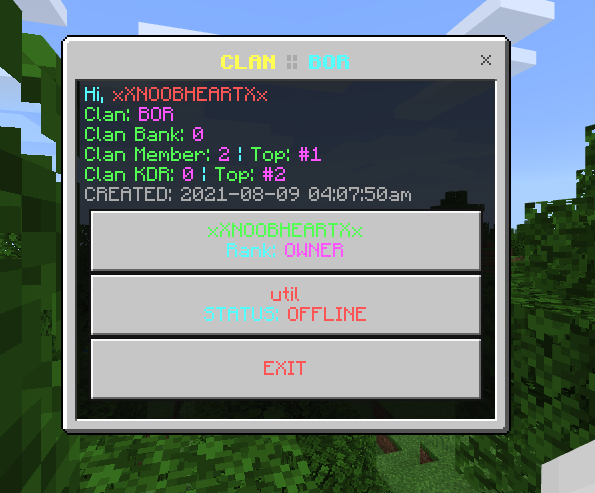 CLAN :: BOR
Hi, xXNOOBHEARTXx
Clan: BOR
Clan Bank: 0
Clan Member: 2 ¦ Top: #1
Clan KDR: 0 ¦ Top: #2
CREATED: 2021-08-09 04:07:50am
xXNOOBHEARTXx
Rank: OWNER
util
STATUS: OFFLINE
EXIT